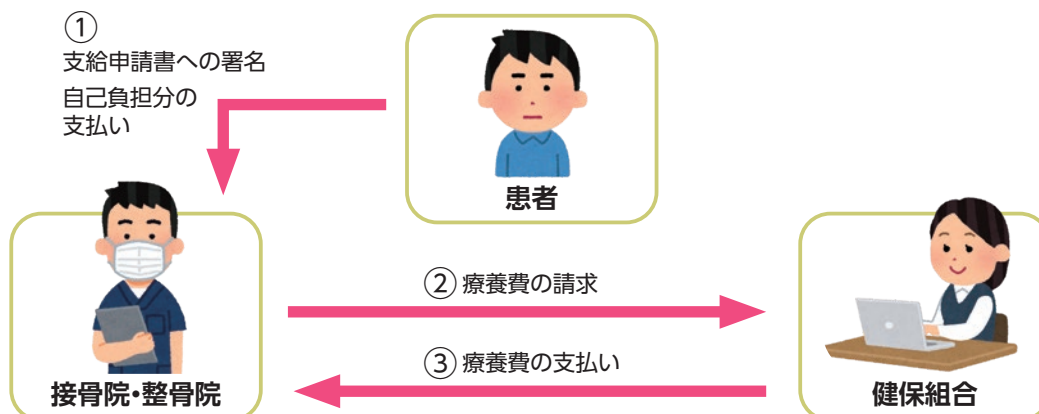 ①
支給申請書への署名
自己負担分の
支払い
患者
② 療養費の請求
③ 療養費の支払い
接骨院・整骨院
健保組合